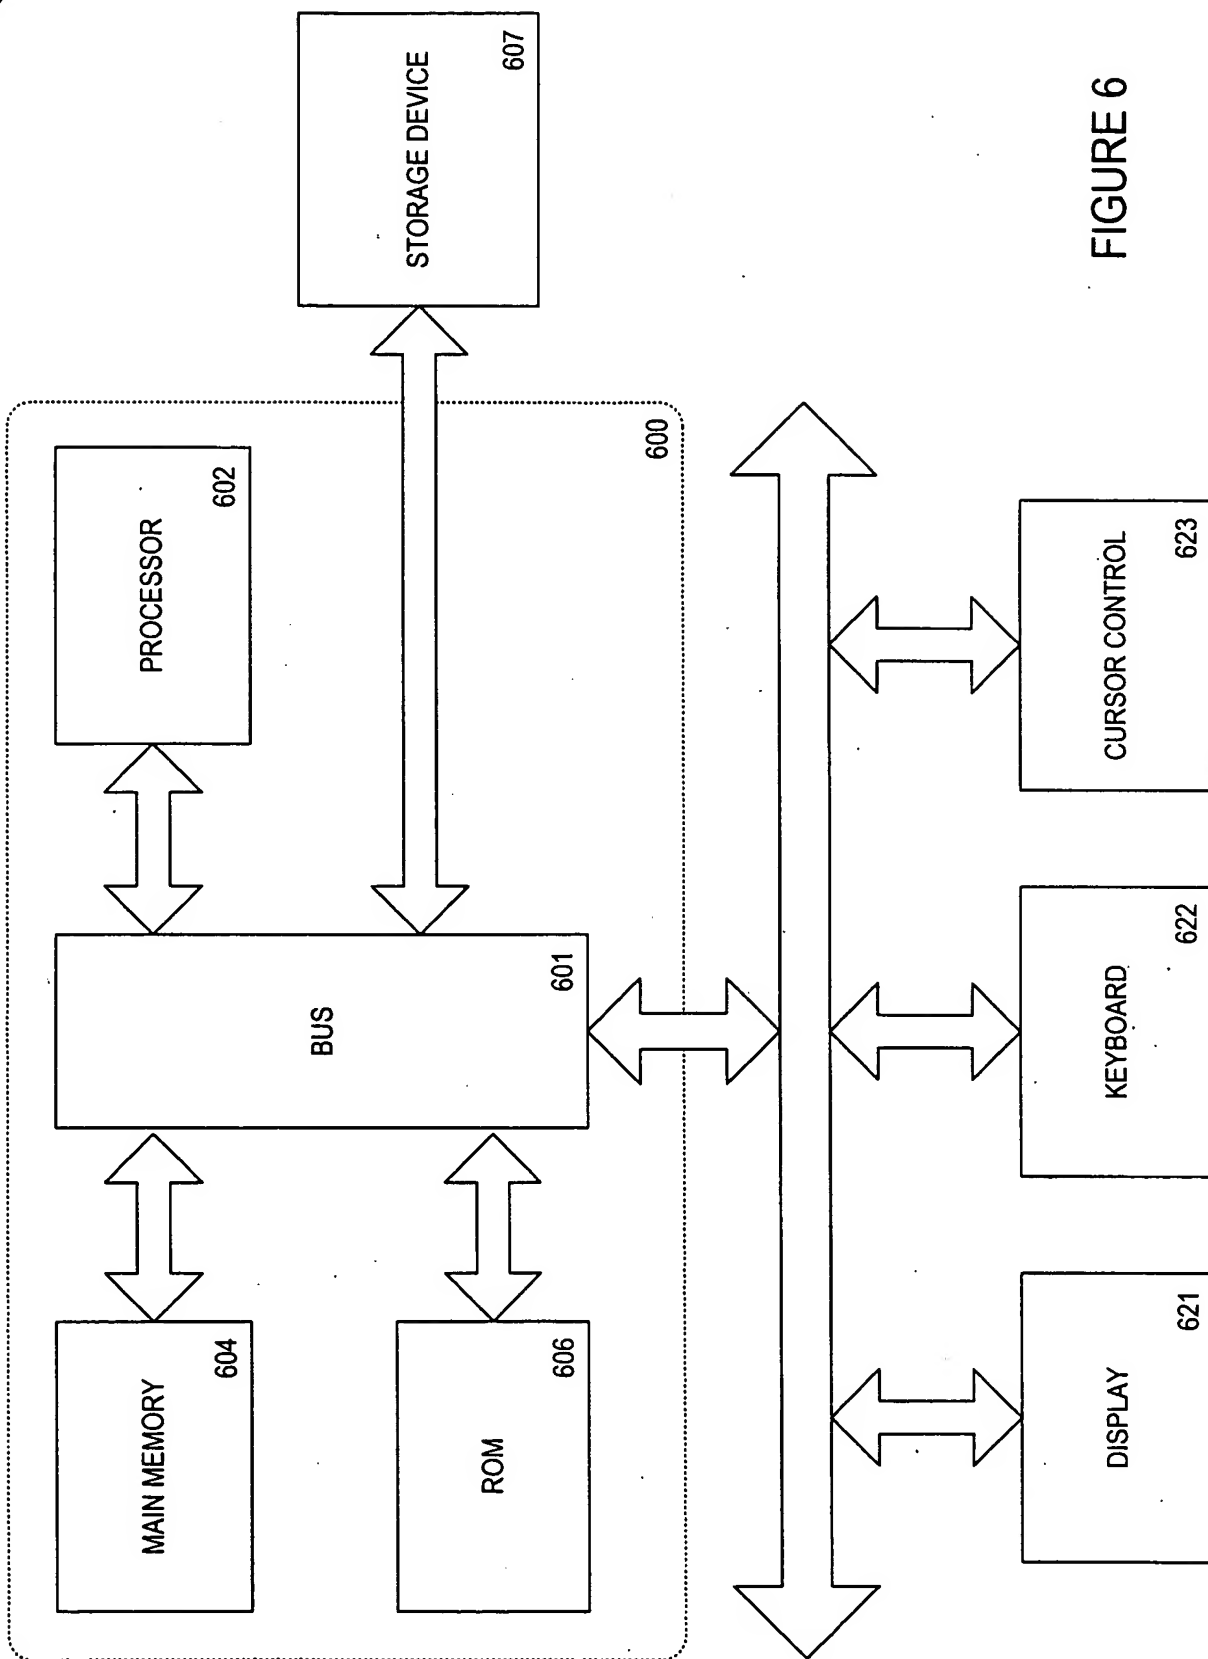 MAIN MEMORY
604
BUS
601
PROCESSOR
602
ROM
606
600
STORAGE DEVICE
607
DISPLAY
621
KEYBOARD
622
CURSOR CONTROL
623
FIGURE 6